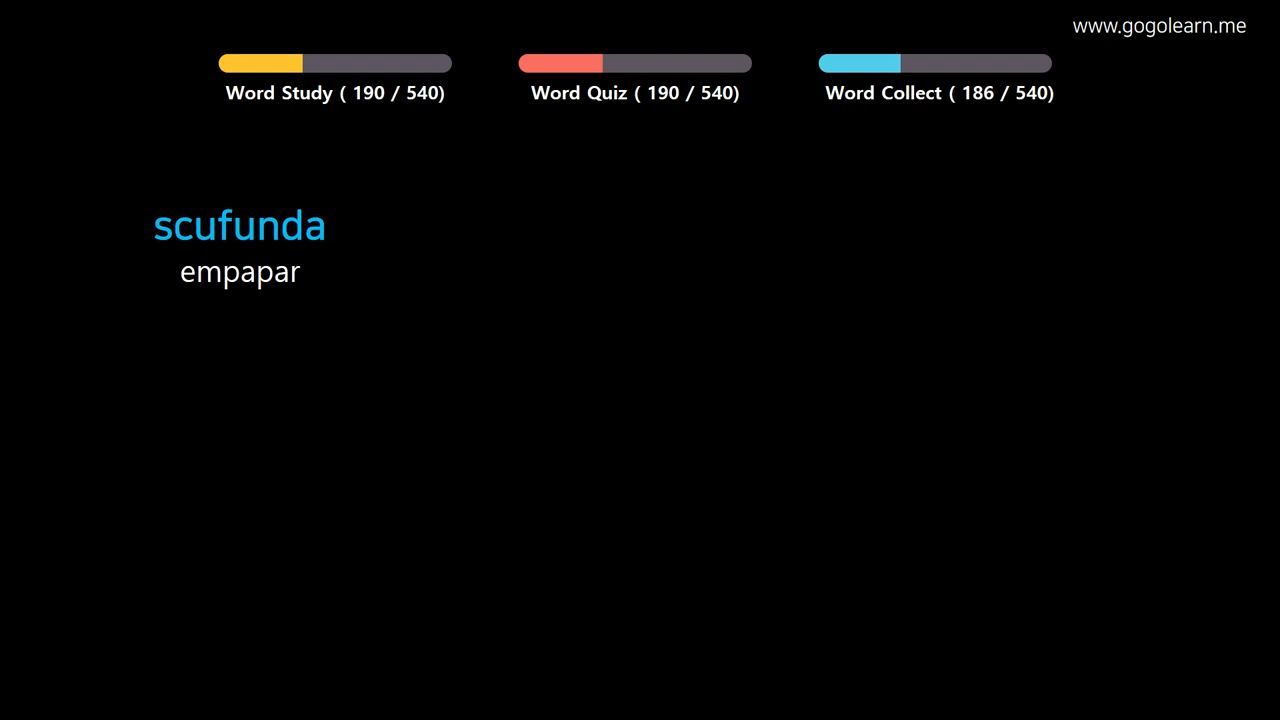 www.gogolearn.me
Word Study ( 190 / 540)
Word Quiz ( 190 / 540)
Word Collect ( 186 / 540)
scufunda
empapar